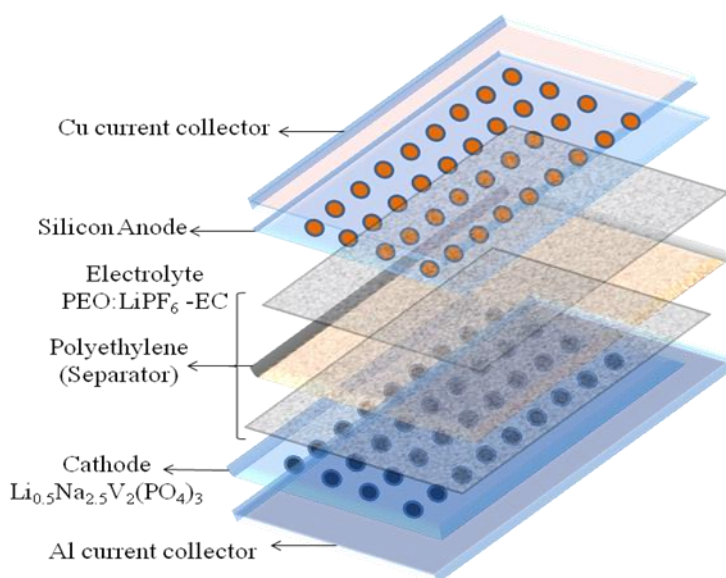 Cu current collector
Silicon Anode
Electrolyte
PEO:LiPF₆ -EC
Polyethylene
(Separator)
Cathode
Li₀.₅Na₂.₅V₂(PO₄)₃
Al current collector